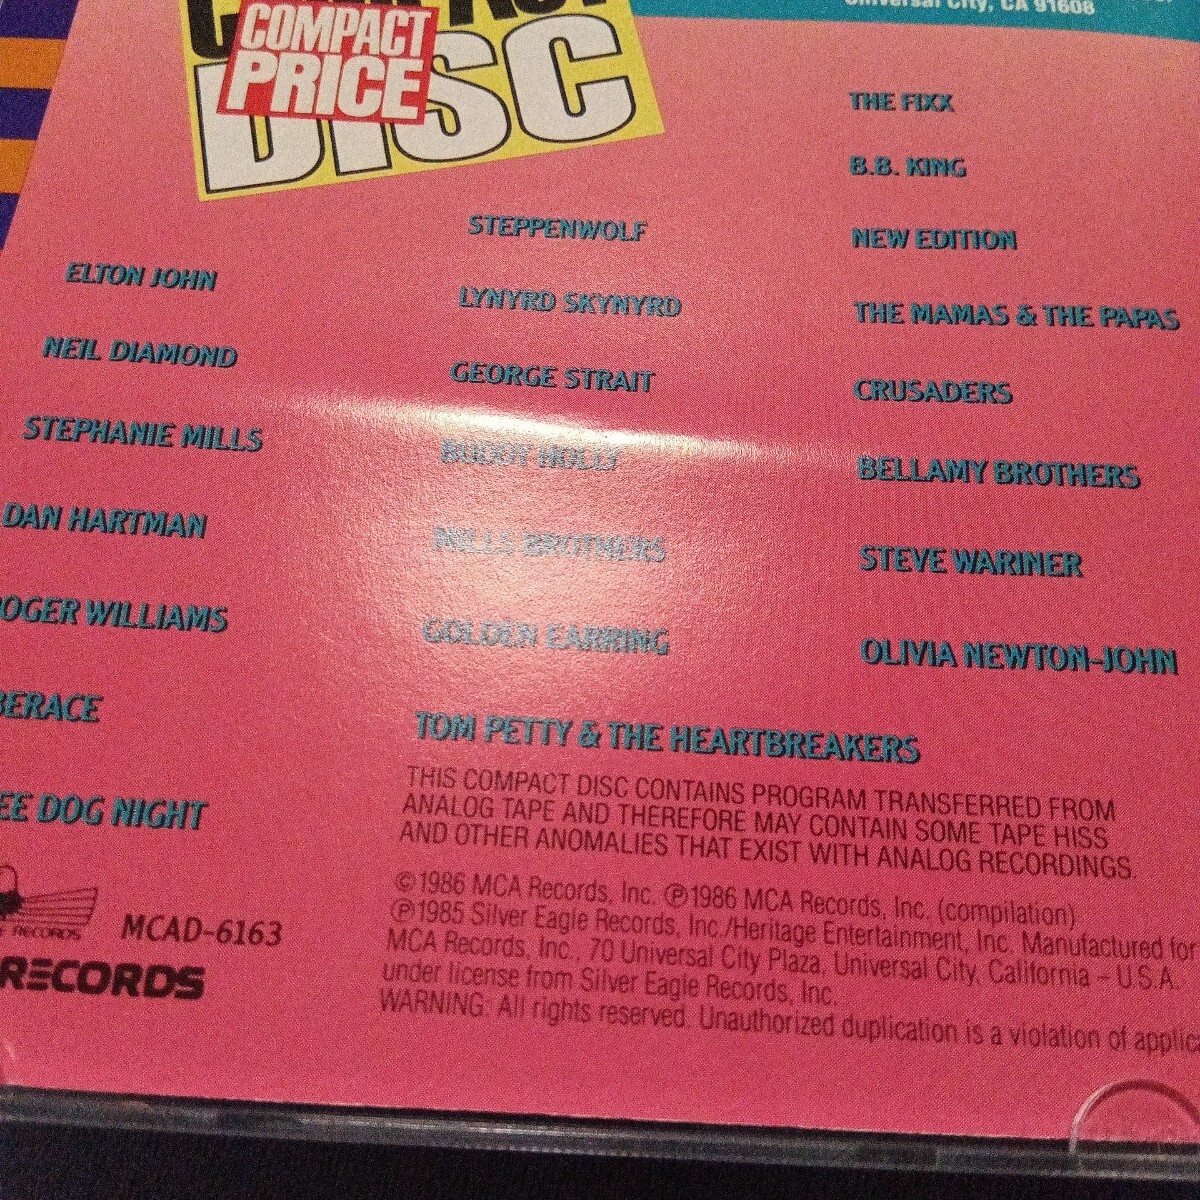 Universal City, CA 91608
COMPACT
PRICE
DISC
THE FIXX
B.B. KING
NEW EDITION
THE MAMAS & THE PAPAS
CRUSADERS
BELLAMY BROTHERS
STEVE WARINER
OLIVIA NEWTON-JOHN
STEPPENWOLF
LYNYRD SKYNYRD
GEORGE STRAIT
BUDDY HOLLY
MILLS BROTHERS
GOLDEN EARRING
TOM PETTY & THE HEARTBREAKERS
ELTON JOHN
NEIL DIAMOND
STEPHANIE MILLS
DAN HARTMAN
OGER WILLIAMS
BERACE
EE DOG NIGHT
THIS COMPACT DISC CONTAINS PROGRAM TRANSFERRED FROM
ANALOG TAPE AND THEREFORE MAY CONTAIN SOME TAPE HISS
AND OTHER ANOMALIES THAT EXIST WITH ANALOG RECORDINGS.
©1986 MCA Records, Inc. ℗1986 MCA Records, Inc. (compilation)
℗1985 Silver Eagle Records, Inc./Heritage Entertainment, Inc. Manufactured for
MCA Records, Inc., 70 Universal City Plaza, Universal City, California – U.S.A.
under license from Silver Eagle Records, Inc.
WARNING: All rights reserved. Unauthorized duplication is a violation of applica
RECORDS
MCAD-6163
RECORDS